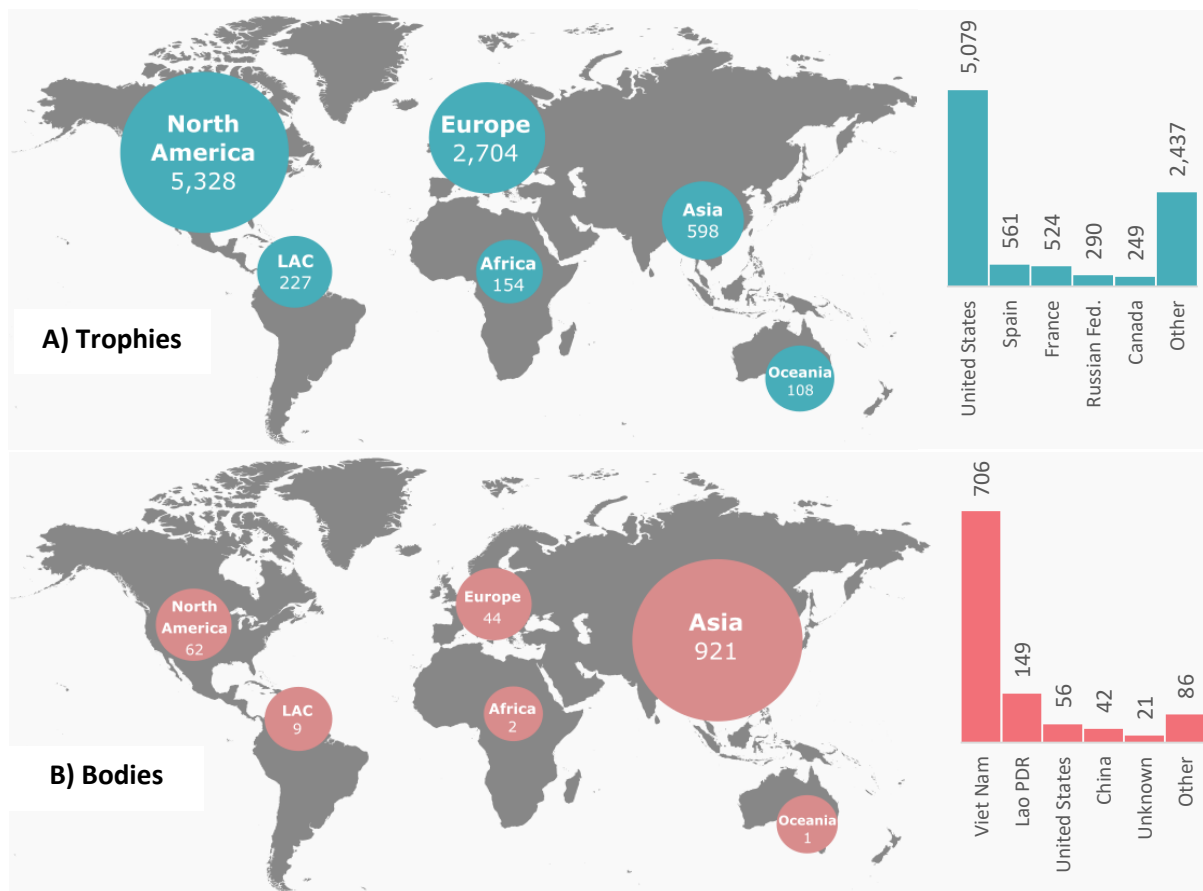 North
America
5,328
Europe
2,704
Asia
598
LAC
227
Africa
154
Oceania
108
A) Trophies
5,079
561
524
290
249
2,437
United States
Spain
France
Russian Fed.
Canada
Other
North
America
62
Europe
44
Asia
921
LAC
9
Africa
2
Oceania
1
B) Bodies
706
149
56
42
21
86
Viet Nam
Lao PDR
United States
China
Unknown
Other